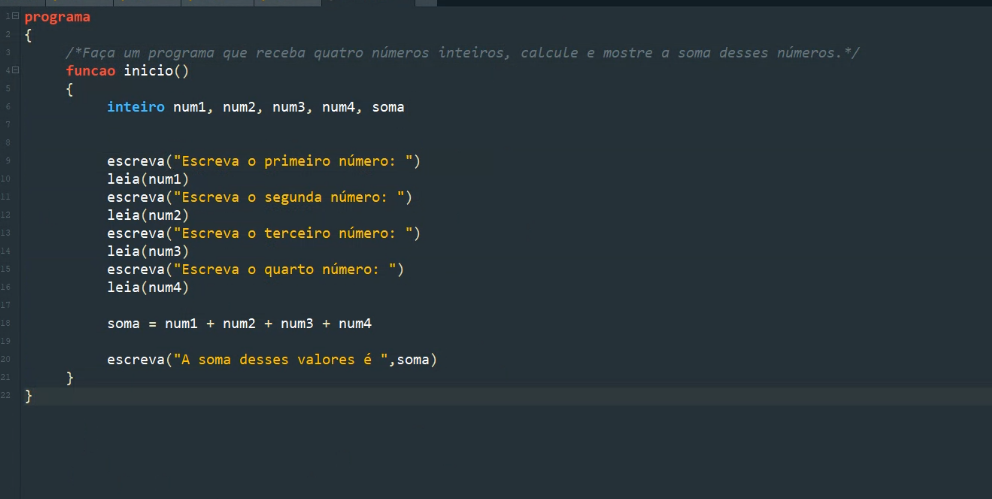 1 programa
2 {
3 /*Faça um programa que receba quatro números inteiros, calcule e mostre a soma desses números.*/
4 funcao inicio()
5 {
6 inteiro num1, num2, num3, num4, soma
7
8
9 escreva("Escreva o primeiro número: ")
10 leia(num1)
11 escreva("Escreva o segunda número: ")
12 leia(num2)
13 escreva("Escreva o terceiro número: ")
14 leia(num3)
15 escreva("Escreva o quarto número: ")
16 leia(num4)
17
18 soma = num1 + num2 + num3 + num4
19
20 escreva("A soma desses valores é ",soma)
21 }
22 }